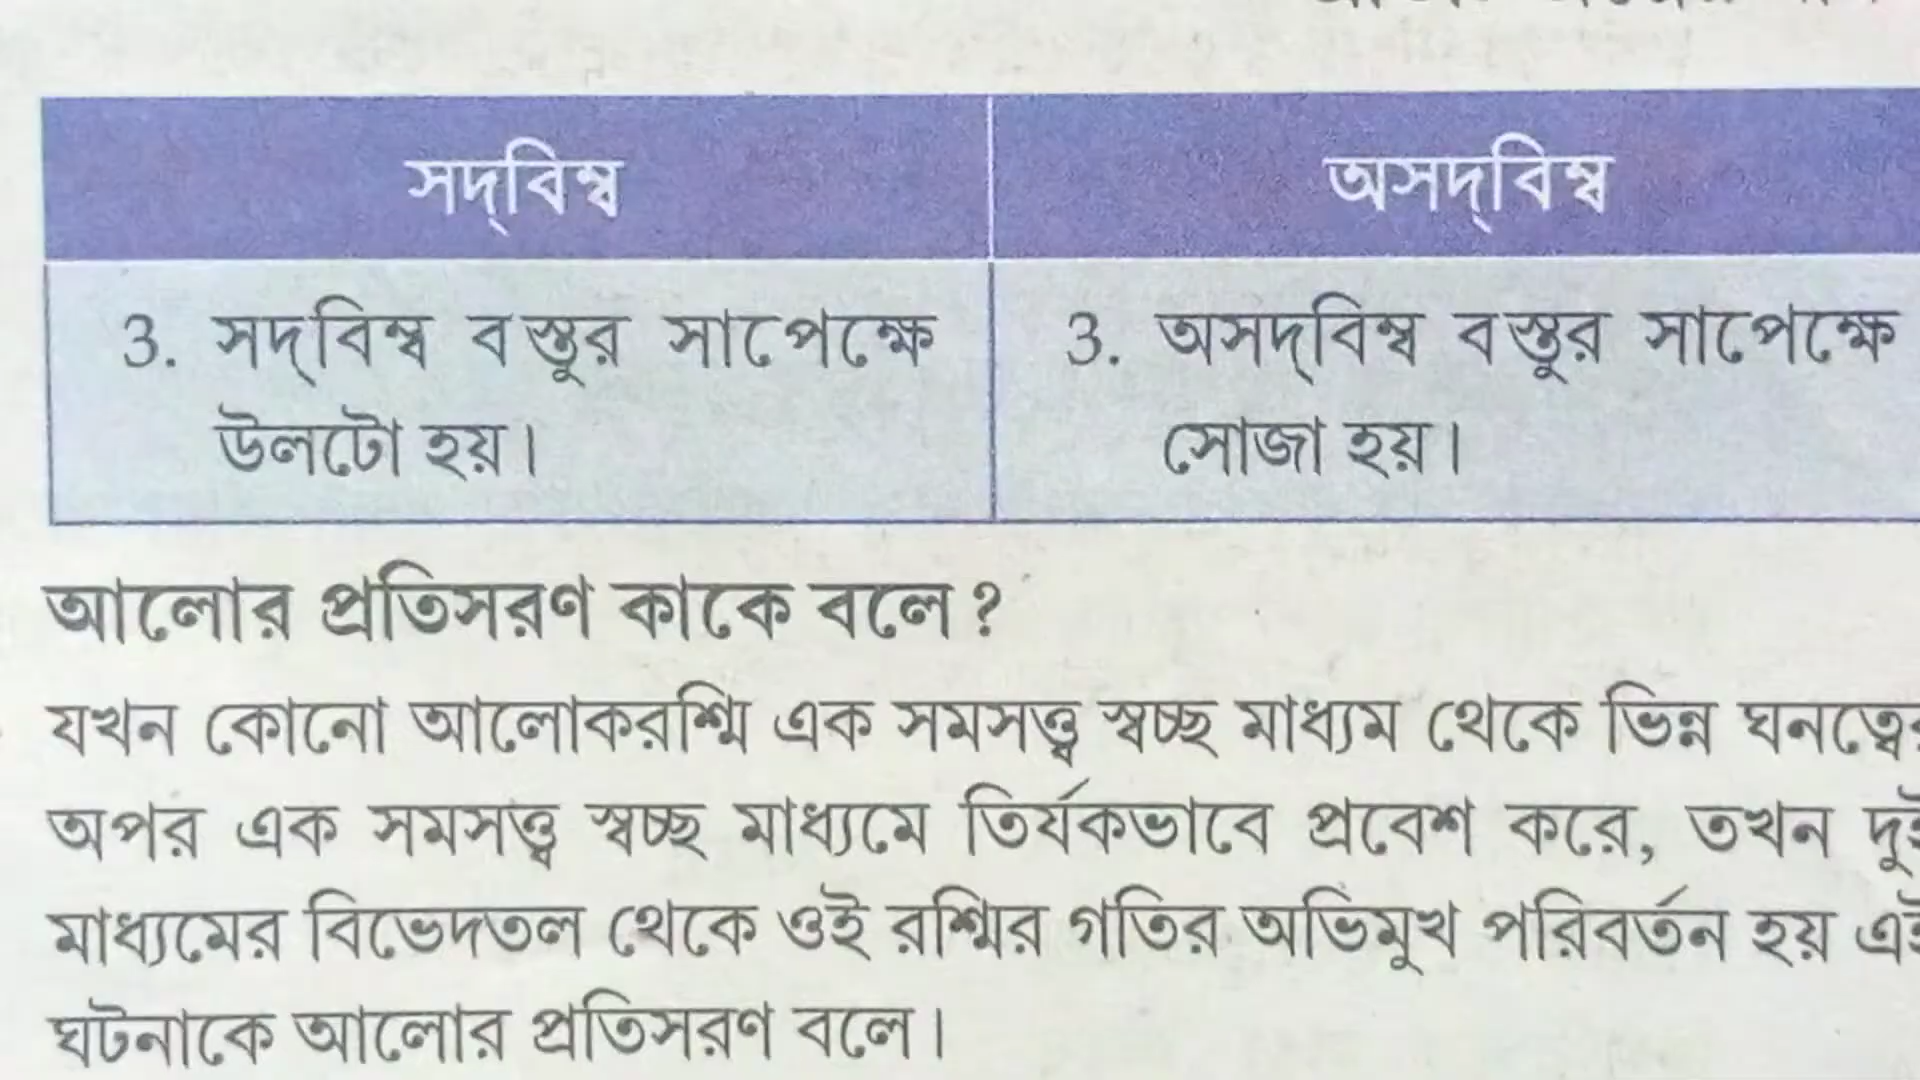 সদ্‌বিম্ব
অসদ্‌বিম্ব
3. সদ্‌বিম্ব বস্তুর সাপেক্ষে
উলটো হয়।
3. অসদ্‌বিম্ব বস্তুর সাপেক্ষে
সোজা হয়।
আলোর প্রতিসরণ কাকে বলে?
যখন কোনো আলোকরশ্মি এক সমসত্ত্ব স্বচ্ছ মাধ্যম থেকে ভিন্ন ঘনত্বের
অপর এক সমসত্ত্ব স্বচ্ছ মাধ্যমে তির্যকভাবে প্রবেশ করে, তখন দুই
মাধ্যমের বিভেদতল থেকে ওই রশ্মির গতির অভিমুখ পরিবর্তন হয় এই
ঘটনাকে আলোর প্রতিসরণ বলে।